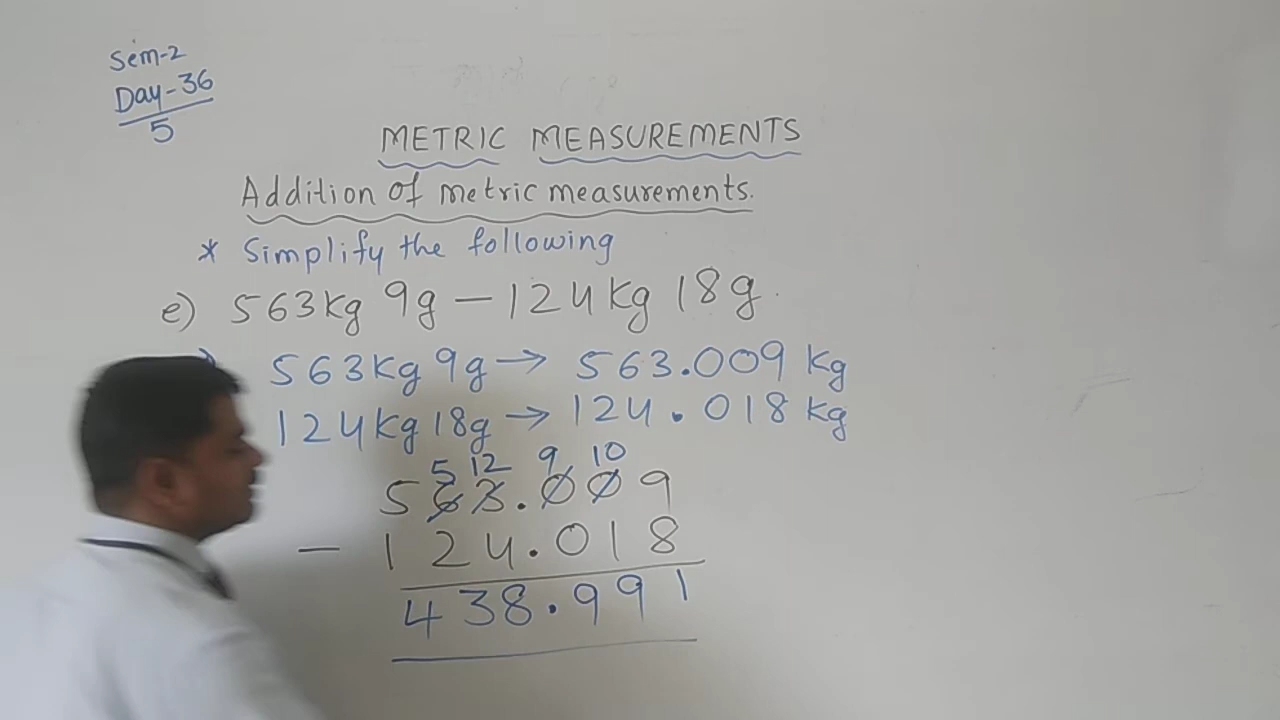 Sem-2
Day-36
5
METRIC MEASUREMENTS
Addition of metric measurements.
* Simplify the following
e) 563kg 9g — 124kg 18g.
563kg 9g → 563.009 kg
124kg 18g → 124.018 kg
5 12 9 10
563.009
— 124.018
438.991